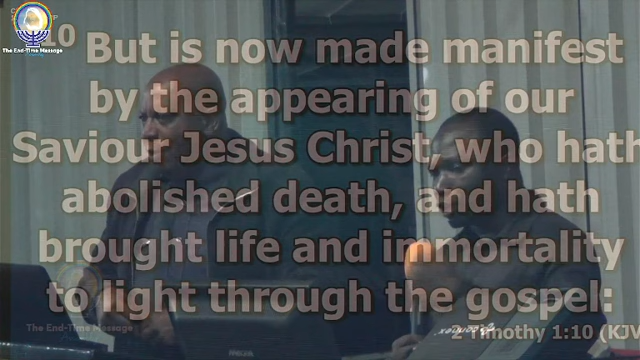 The End-Time Message
10 But is now made manifest
by the appearing of our
Saviour Jesus Christ, who hath
abolished death, and hath
brought life and immortality
to light through the gospel:
2 Timothy 1:10 (KJV
The End-Time Message